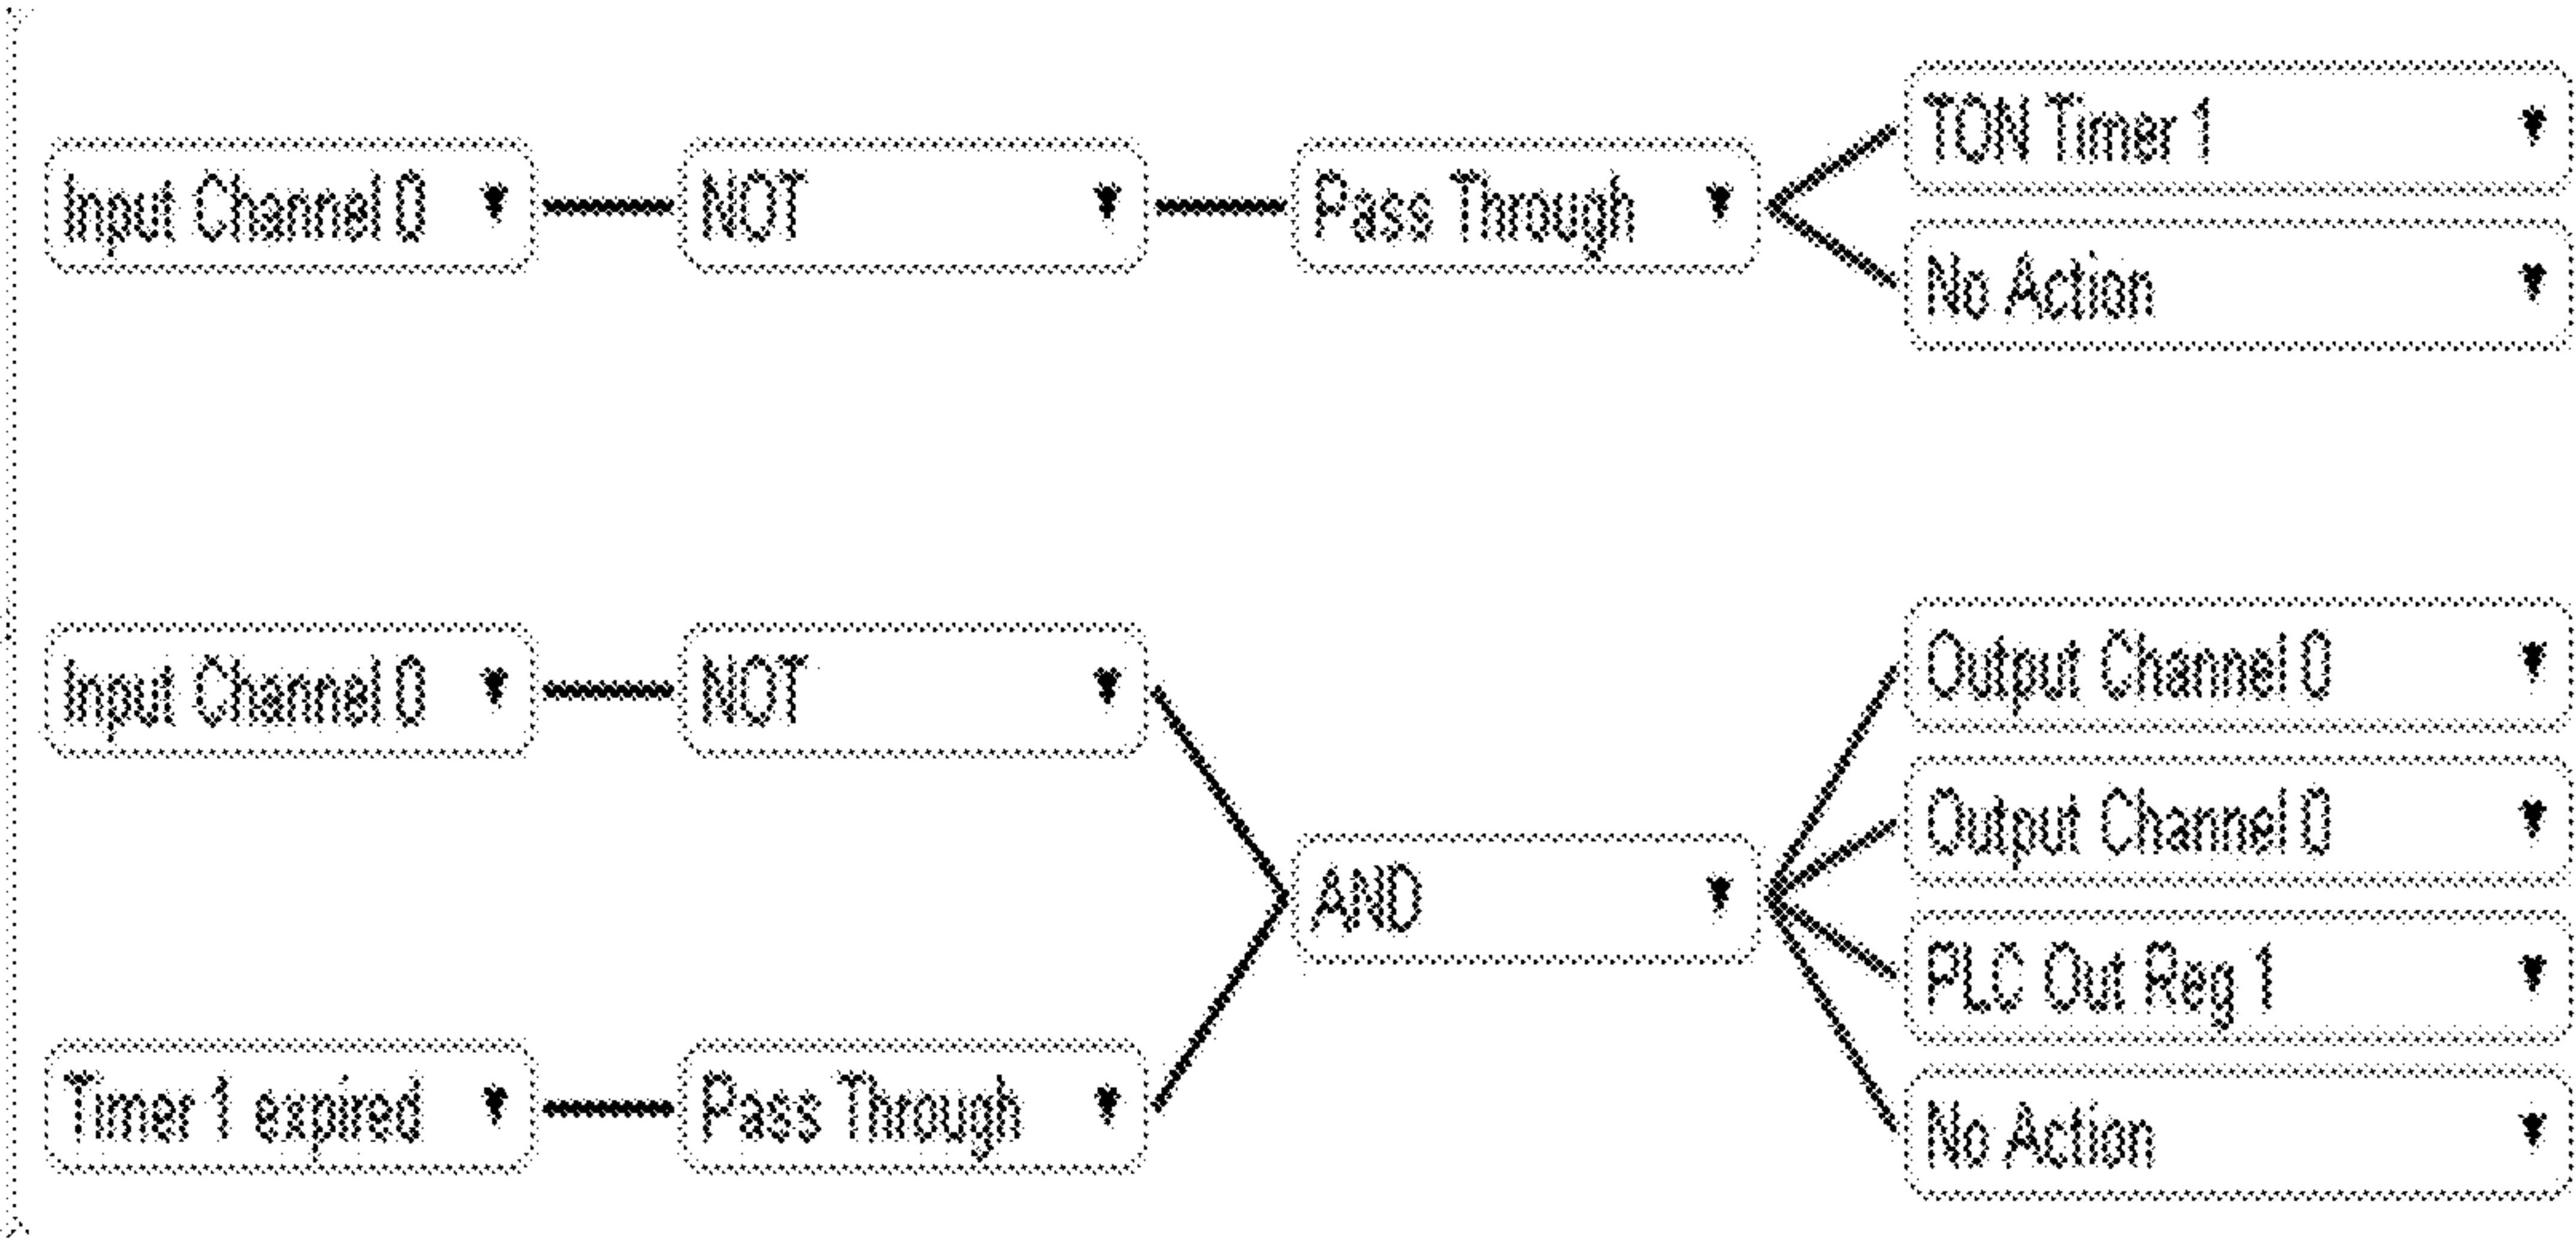 TON Timer 1
Input Channel 0
NOT
Pass Through
No Action
Input Channel 0
NOT
Output Channel 0
Output Channel 0
AND
PLC Out Reg 1
Timer 1 expired
Pass Through
No Action